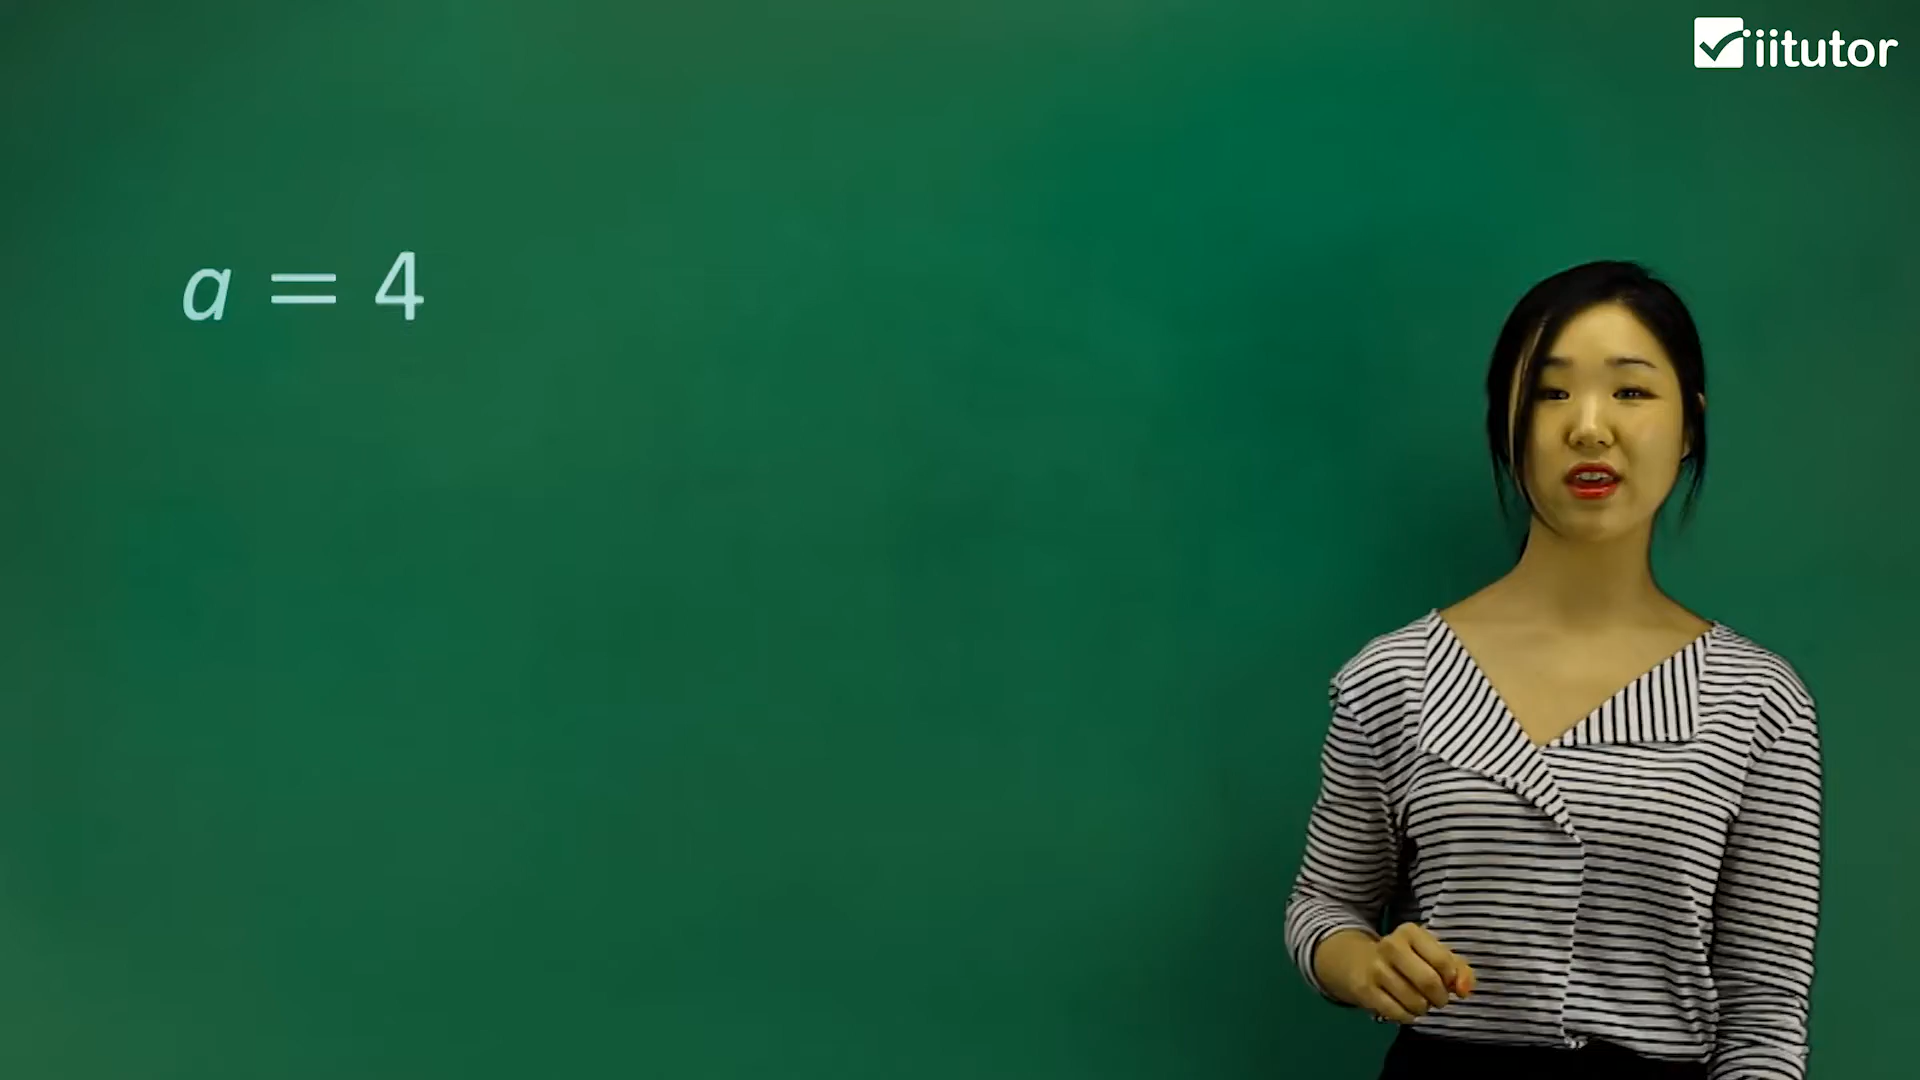 iitutor
a = 4